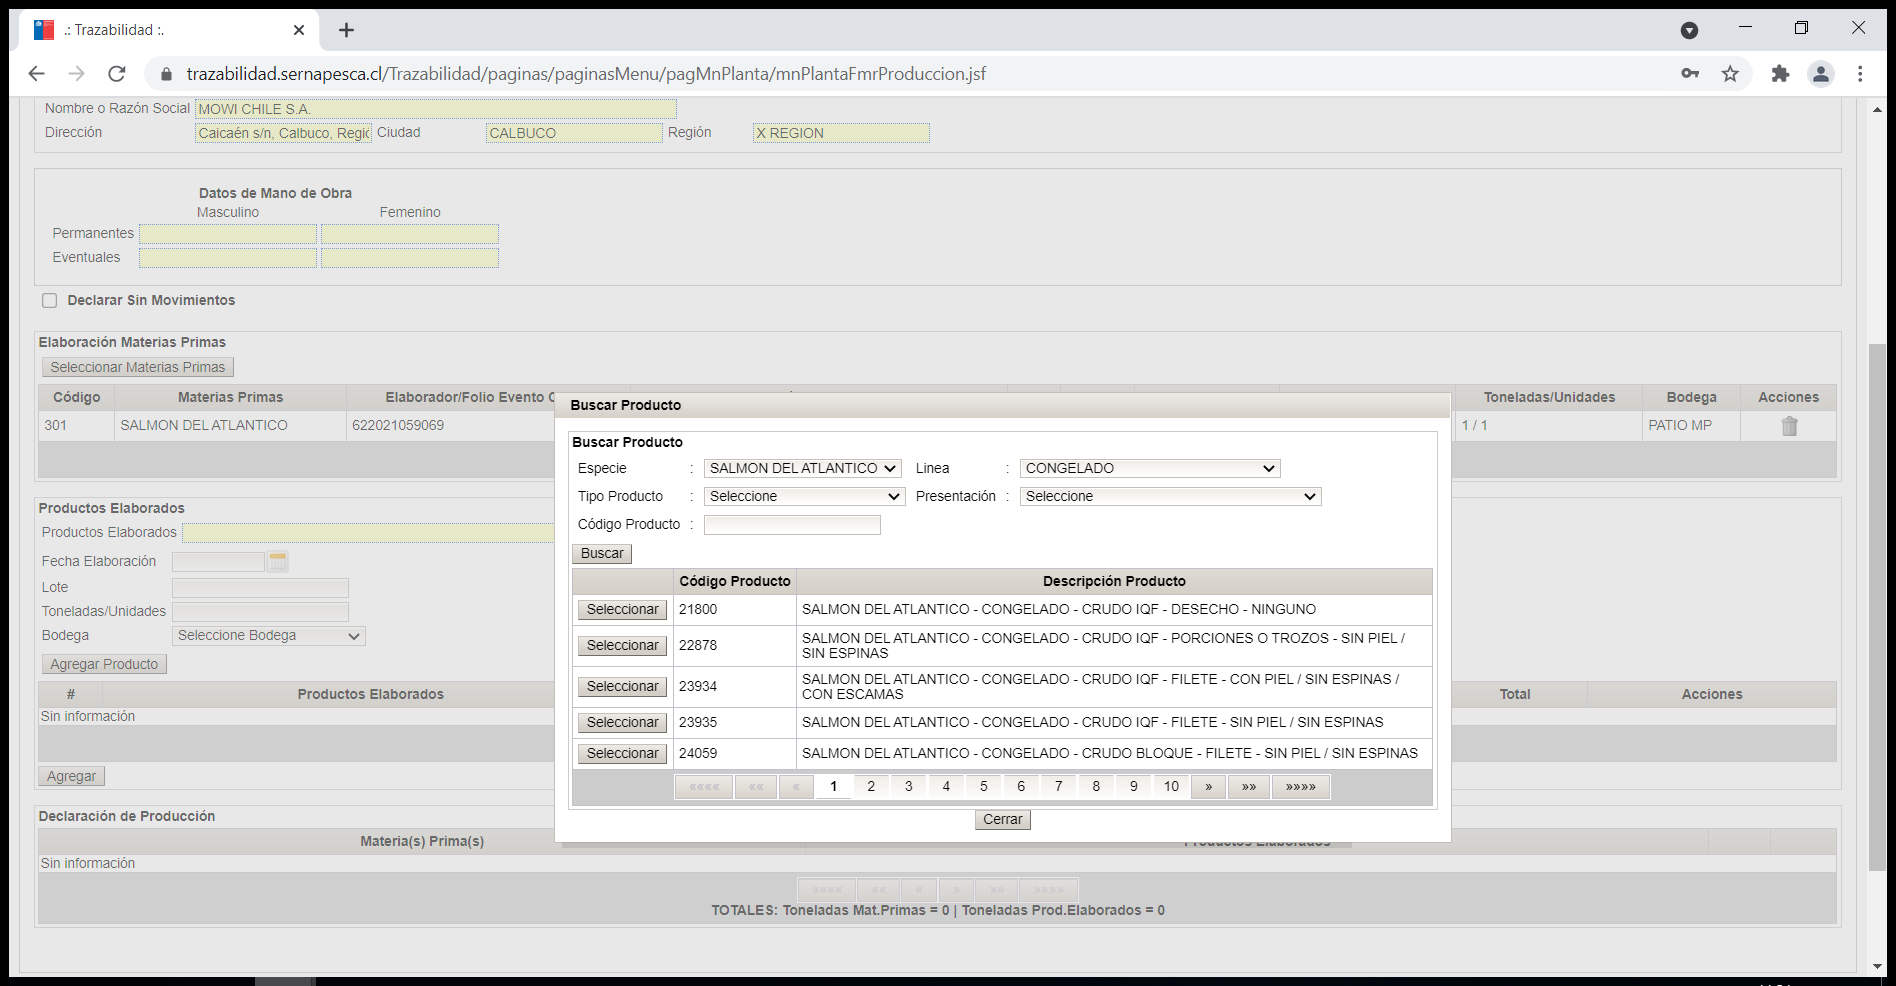 .: Trazabilidad :.
trazabilidad.sernapesca.cl/Trazabilidad/paginas/paginasMenu/pagMnPlanta/mnPlantaFmrProduccion.jsf
Nombre o Razón Social MOWI CHILE S.A.
Dirección Caicaén s/n, Calbuco, Regi Ciudad CALBUCO Región X REGION
Datos de Mano de Obra
Masculino Femenino
Permanentes
Eventuales
Declarar Sin Movimientos
Elaboración Materias Primas
Seleccionar Materias Primas
Código Materias Primas Elaborador/Folio Evento Toneladas/Unidades Bodega Acciones
301 SALMON DEL ATLANTICO 622021059069 1 / 1 PATIO MP
Productos Elaborados
Productos Elaborados
Fecha Elaboración
Lote
Toneladas/Unidades
Bodega Seleccione Bodega
Agregar Producto
# Productos Elaborados Total Acciones
Sin información
Agregar
Buscar Producto
Buscar Producto
Especie : SALMON DEL ATLANTICO Linea : CONGELADO
Tipo Producto : Seleccione Presentación : Seleccione
Código Producto :
Buscar
Código Producto Descripción Producto
Seleccionar 21800 SALMON DEL ATLANTICO - CONGELADO - CRUDO IQF - DESECHO - NINGUNO
Seleccionar 22878 SALMON DEL ATLANTICO - CONGELADO - CRUDO IQF - PORCIONES O TROZOS - SIN PIEL /
SIN ESPINAS
Seleccionar 23934 SALMON DEL ATLANTICO - CONGELADO - CRUDO IQF - FILETE - CON PIEL / SIN ESPINAS /
CON ESCAMAS
Seleccionar 23935 SALMON DEL ATLANTICO - CONGELADO - CRUDO IQF - FILETE - SIN PIEL / SIN ESPINAS
Seleccionar 24059 SALMON DEL ATLANTICO - CONGELADO - CRUDO BLOQUE - FILETE - SIN PIEL / SIN ESPINAS
«««« «« « 1 2 3 4 5 6 7 8 9 10 » »» »»»»
Cerrar
Declaración de Producción
Materia(s) Prima(s) Productos Elaborados
Sin información
«««« «« « » »» »»»»
TOTALES: Toneladas Mat.Primas = 0 | Toneladas Prod.Elaborados = 0